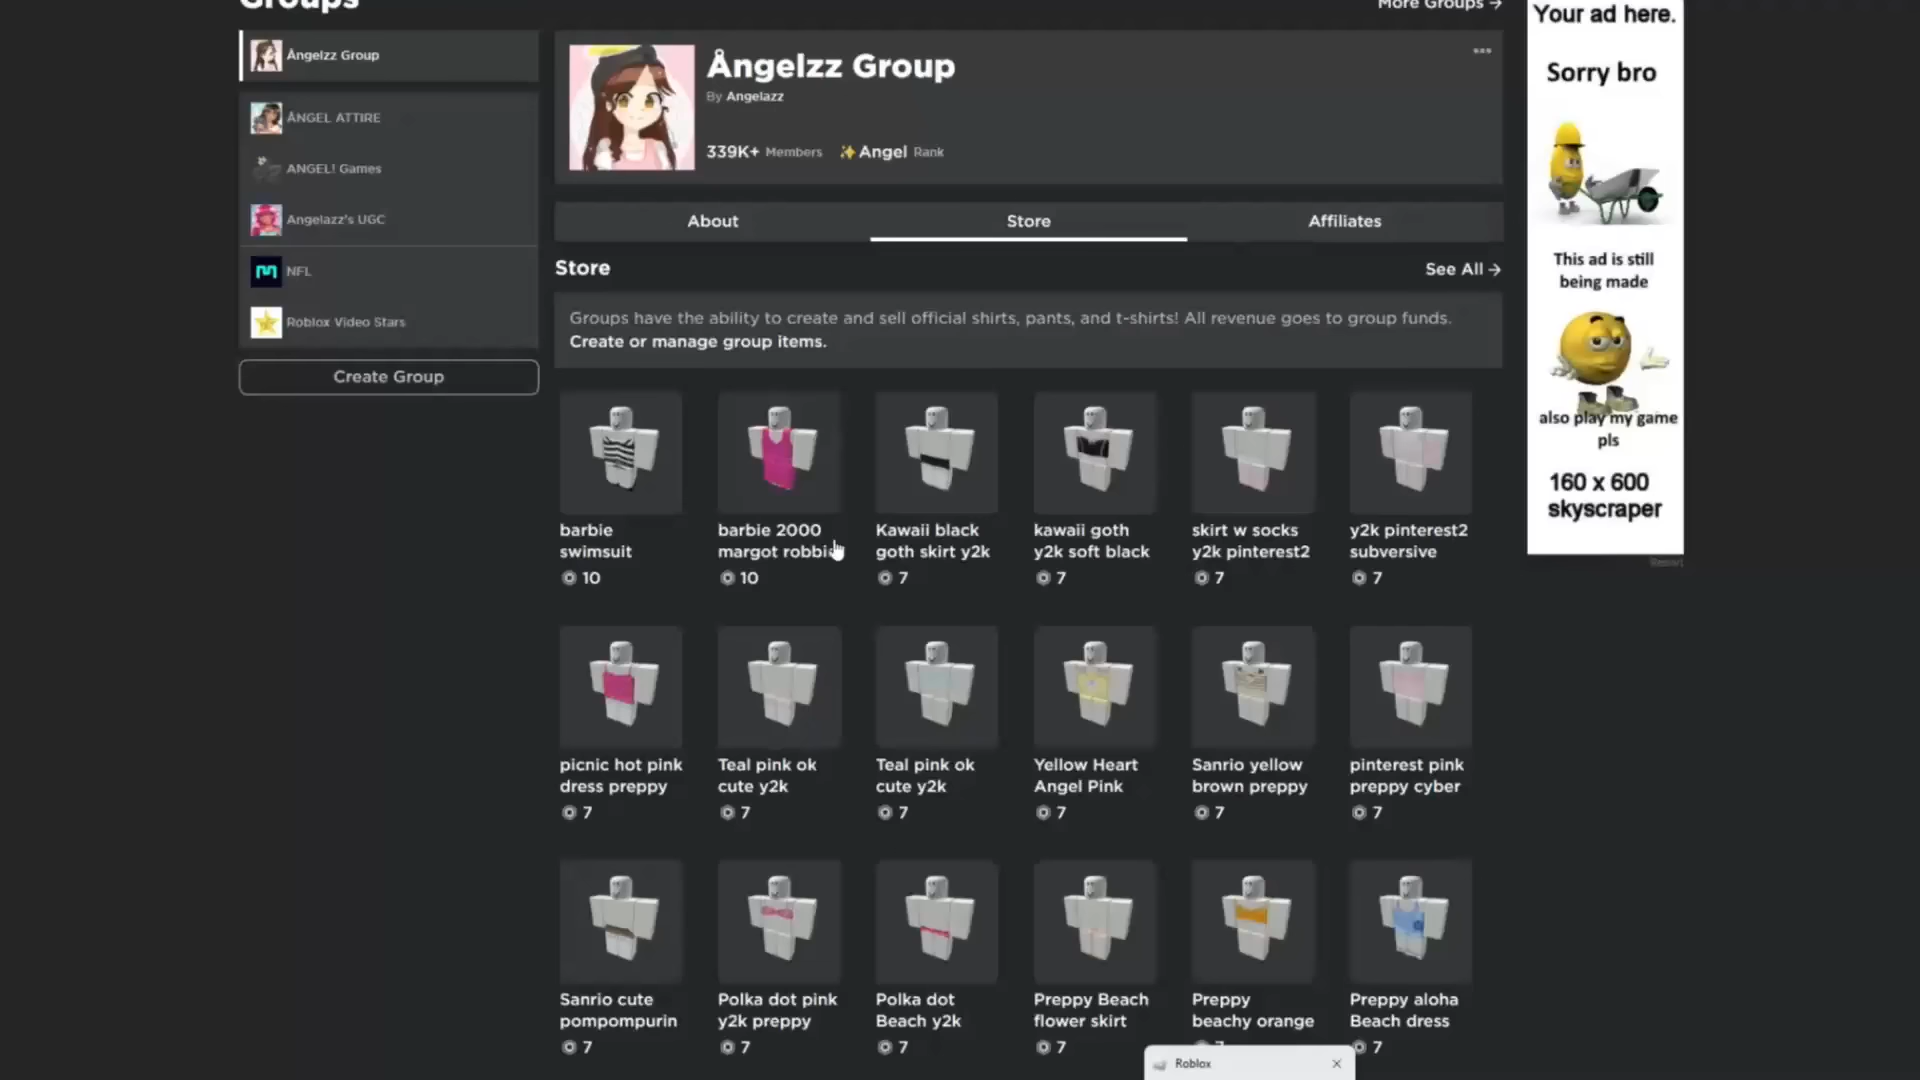 Groups
More Groups →
Ångelzz Group
ÅNGEL ATTIRE
ANGEL! Games
Angelazz's UGC
NFL
Roblox Video Stars
Create Group
Ångelzz Group
By Angelazz
339K+ Members ✨Angel Rank
About
Store
Affiliates
Store
See All →
Groups have the ability to create and sell official shirts, pants, and t-shirts! All revenue goes to group funds.
Create or manage group items.
barbie
swimsuit
10
barbie 2000
margot robbie
10
Kawaii black
goth skirt y2k
7
kawaii goth
y2k soft black
7
skirt w socks
y2k pinterest2
7
y2k pinterest2
subversive
7
picnic hot pink
dress preppy
7
Teal pink ok
cute y2k
7
Teal pink ok
cute y2k
7
Yellow Heart
Angel Pink
7
Sanrio yellow
brown preppy
7
pinterest pink
preppy cyber
7
Sanrio cute
pompompurin
7
Polka dot pink
y2k preppy
7
Polka dot
Beach y2k
7
Preppy Beach
flower skirt
7
Preppy
beachy orange
7
Preppy aloha
Beach dress
7
Your ad here.
Sorry bro
This ad is still
being made
also play my game
pls
160 x 600
skyscraper
Report
Roblox